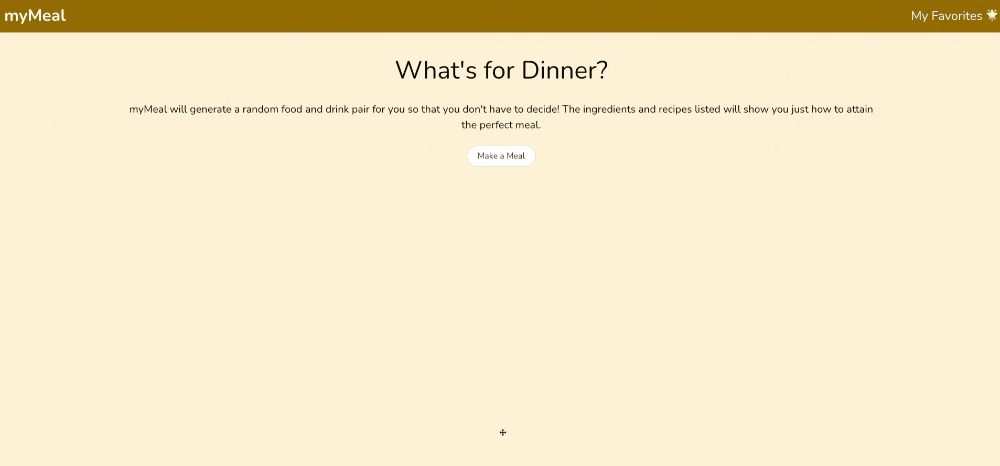 myMeal
My Favorites
What's for Dinner?
myMeal will generate a random food and drink pair for you so that you don't have to decide! The ingredients and recipes listed will show you just how to attain
the perfect meal.
Make a Meal